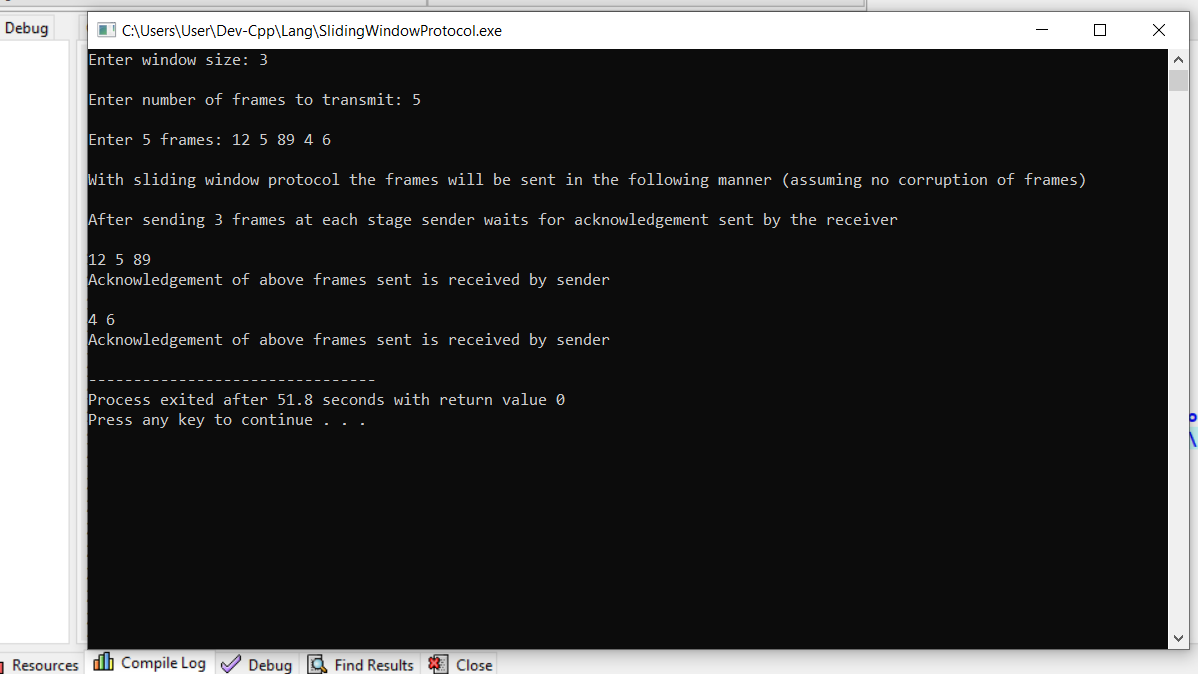 Debug
C:\Users\User\Dev-Cpp\Lang\SlidingWindowProtocol.exe
Enter window size: 3
Enter number of frames to transmit: 5
Enter 5 frames: 12 5 89 4 6
With sliding window protocol the frames will be sent in the following manner (assuming no corruption of frames)
After sending 3 frames at each stage sender waits for acknowledgement sent by the receiver
12 5 89
Acknowledgement of above frames sent is received by sender
4 6
Acknowledgement of above frames sent is received by sender
--------------------------------
Process exited after 51.8 seconds with return value 0
Press any key to continue . . .
Resources Compile Log Debug Find Results Close